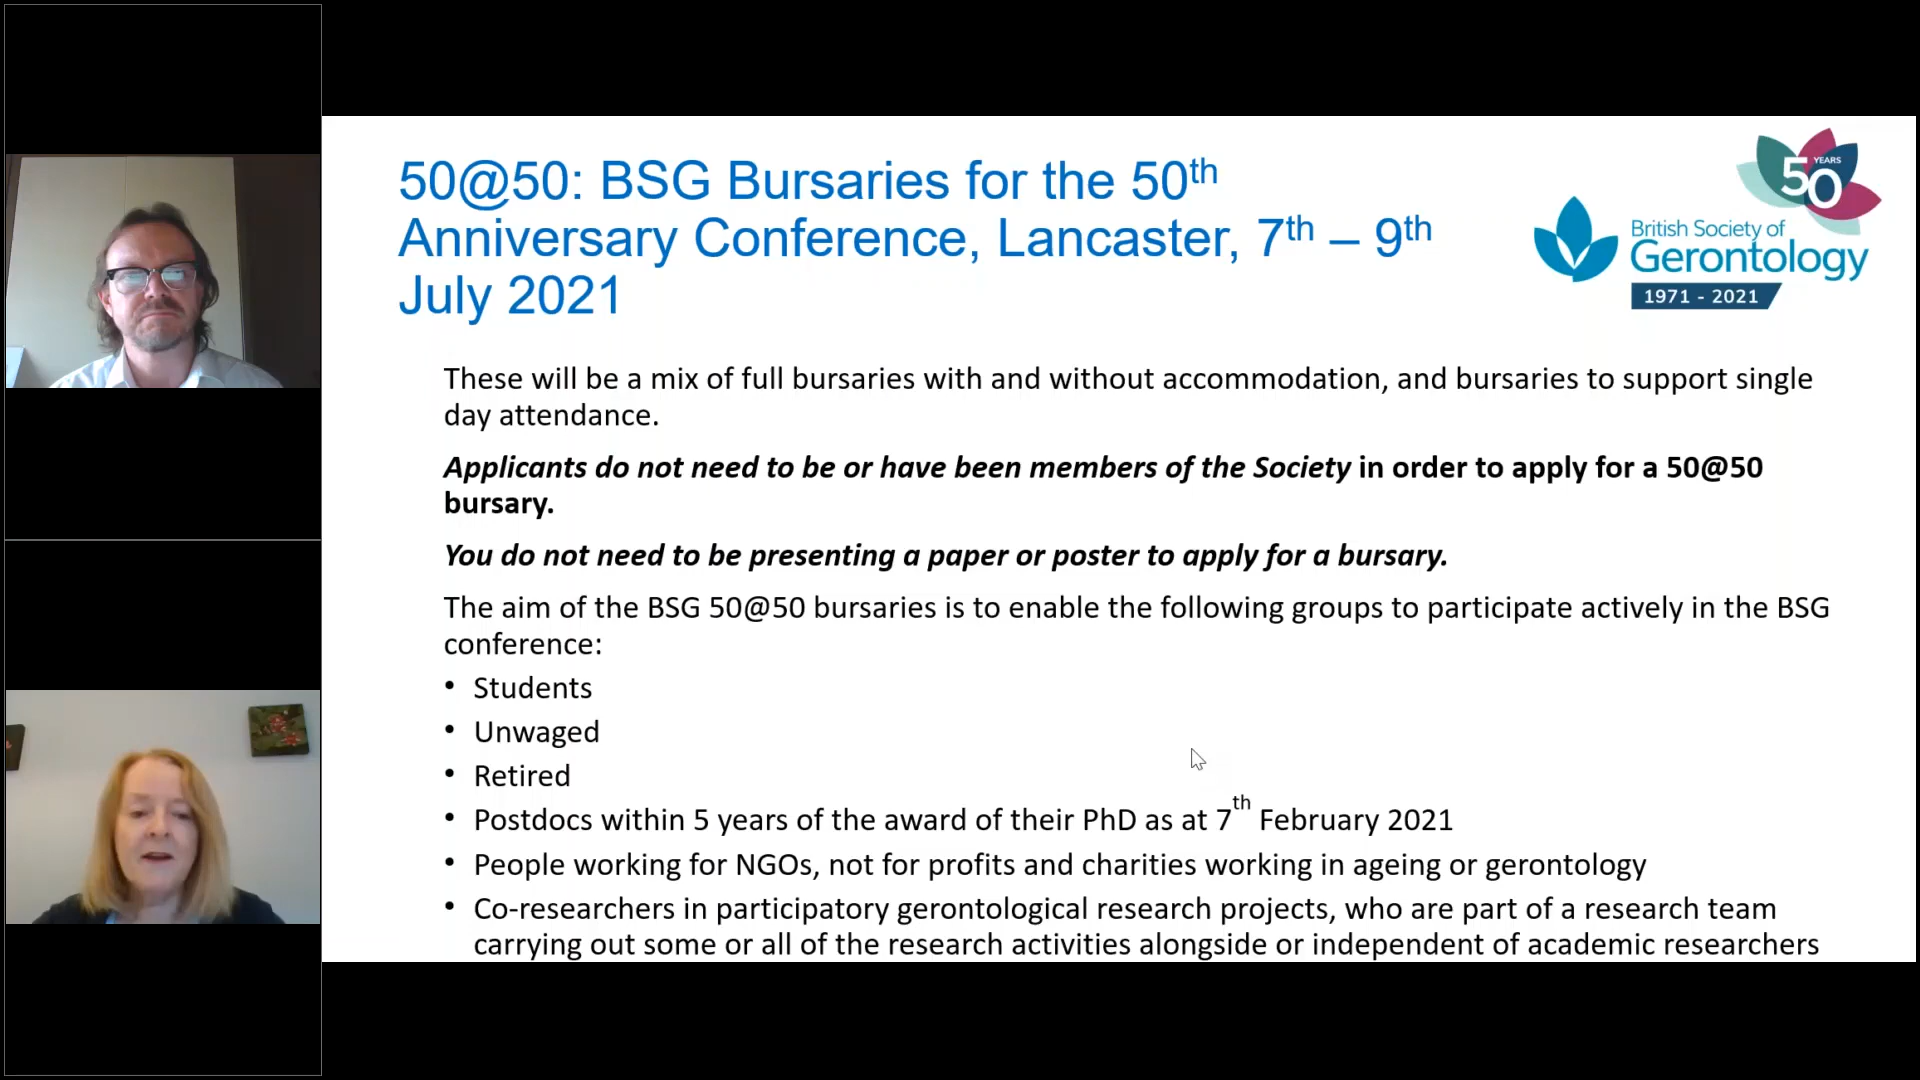 50@50: BSG Bursaries for the 50th
Anniversary Conference, Lancaster, 7th – 9th
July 2021
50 YEARS
British Society of
Gerontology
1971 - 2021
These will be a mix of full bursaries with and without accommodation, and bursaries to support single
day attendance.
Applicants do not need to be or have been members of the Society in order to apply for a 50@50
bursary.
You do not need to be presenting a paper or poster to apply for a bursary.
The aim of the BSG 50@50 bursaries is to enable the following groups to participate actively in the BSG
conference:
• Students
• Unwaged
• Retired
• Postdocs within 5 years of the award of their PhD as at 7th February 2021
• People working for NGOs, not for profits and charities working in ageing or gerontology
• Co-researchers in participatory gerontological research projects, who are part of a research team
carrying out some or all of the research activities alongside or independent of academic researchers